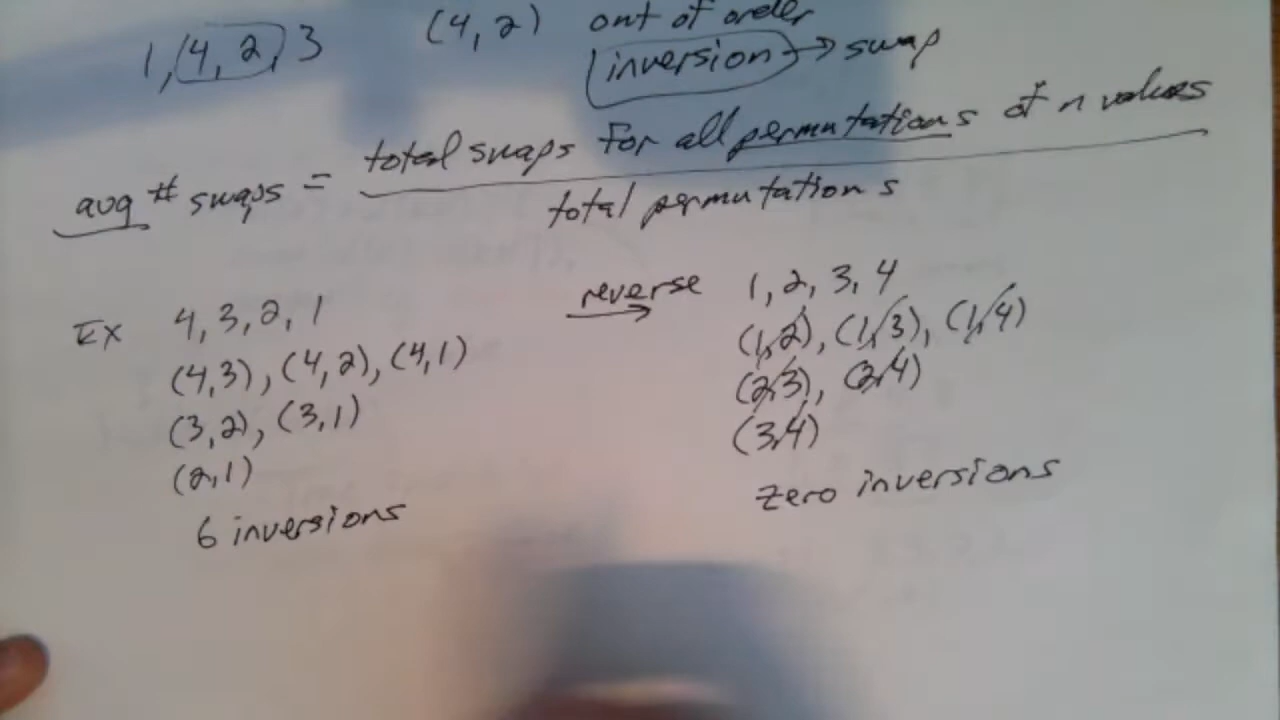 1, 4, 2, 3 (4,2) out of order
inversion → swap
avg # swaps = total swaps for all permutations of n values
total permutations
Ex 4, 3, 2, 1 reverse 1, 2, 3, 4
(4,3), (4,2), (4,1) (1,2), (1,3), (1,4)
(3,2), (3,1) (2,3), (2,4)
(2,1) (3,4)
6 inversions zero inversions